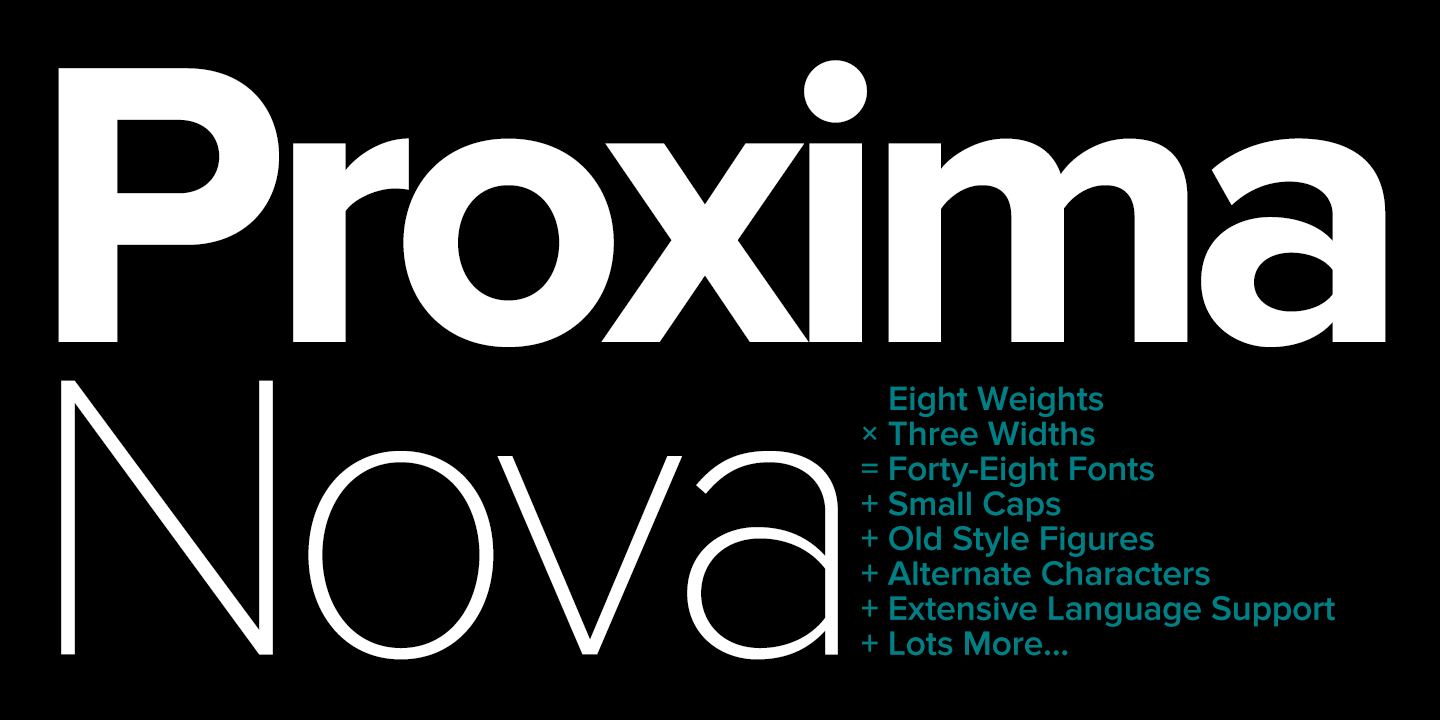 Proxima
Nova
Eight Weights
× Three Widths
= Forty-Eight Fonts
+ Small Caps
+ Old Style Figures
+ Alternate Characters
+ Extensive Language Support
+ Lots More...